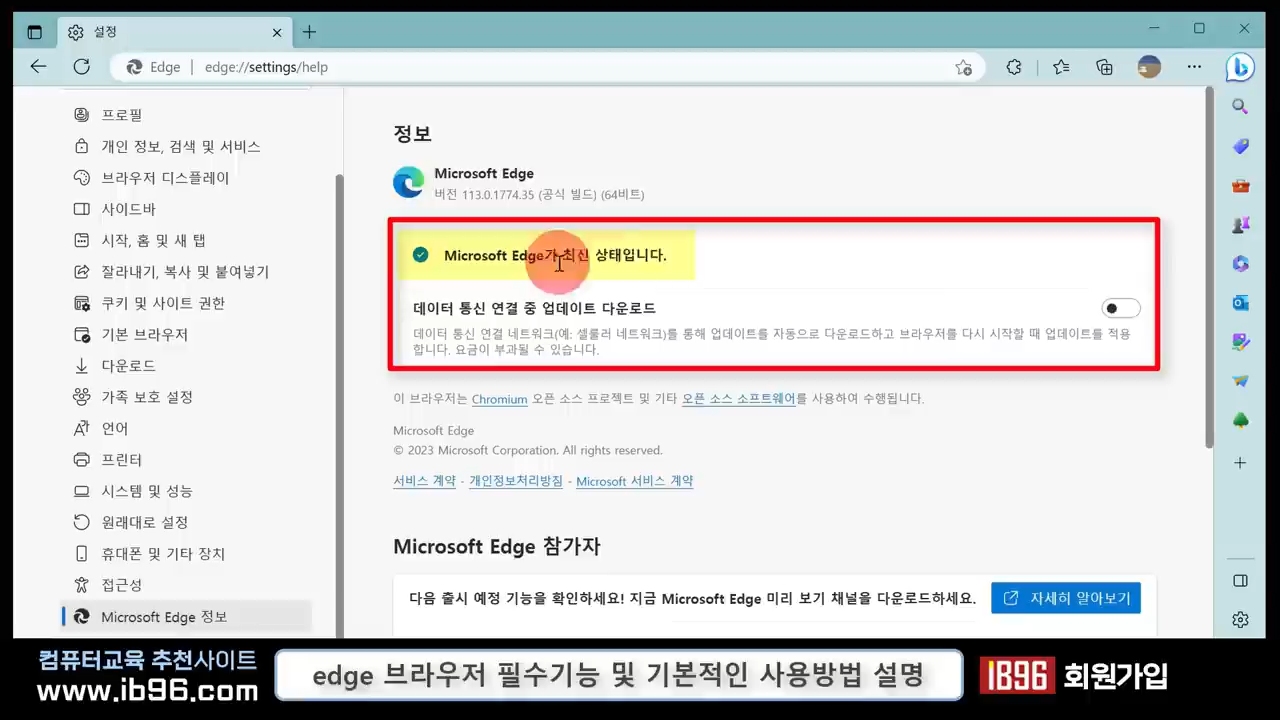 설정
Edge
edge://settings/help
프로필
개인 정보, 검색 및 서비스
브라우저 디스플레이
사이드바
시작, 홈 및 새 탭
잘라내기, 복사 및 붙여넣기
쿠키 및 사이트 권한
기본 브라우저
다운로드
가족 보호 설정
언어
프린터
시스템 및 성능
원래대로 설정
휴대폰 및 기타 장치
접근성
Microsoft Edge 정보
정보
Microsoft Edge
버전 113.0.1774.35 (공식 빌드) (64비트)
Microsoft Edge가 최신 상태입니다.
데이터 통신 연결 중 업데이트 다운로드
데이터 통신 연결 네트워크(예: 셀룰러 네트워크)를 통해 업데이트를 자동으로 다운로드하고 브라우저를 다시 시작할 때 업데이트를 적용
합니다. 요금이 부과될 수 있습니다.
이 브라우저는 Chromium 오픈 소스 프로젝트 및 기타 오픈 소스 소프트웨어를 사용하여 수행됩니다.
Microsoft Edge
© 2023 Microsoft Corporation. All rights reserved.
서비스 계약 - 개인정보처리방침 - Microsoft 서비스 계약
Microsoft Edge 참가자
다음 출시 예정 기능을 확인하세요! 지금 Microsoft Edge 미리 보기 채널을 다운로드하세요.
자세히 알아보기
컴퓨터교육 추천사이트
www.ib96.com
edge 브라우저 필수기능 및 기본적인 사용방법 설명
IB96 회원가입